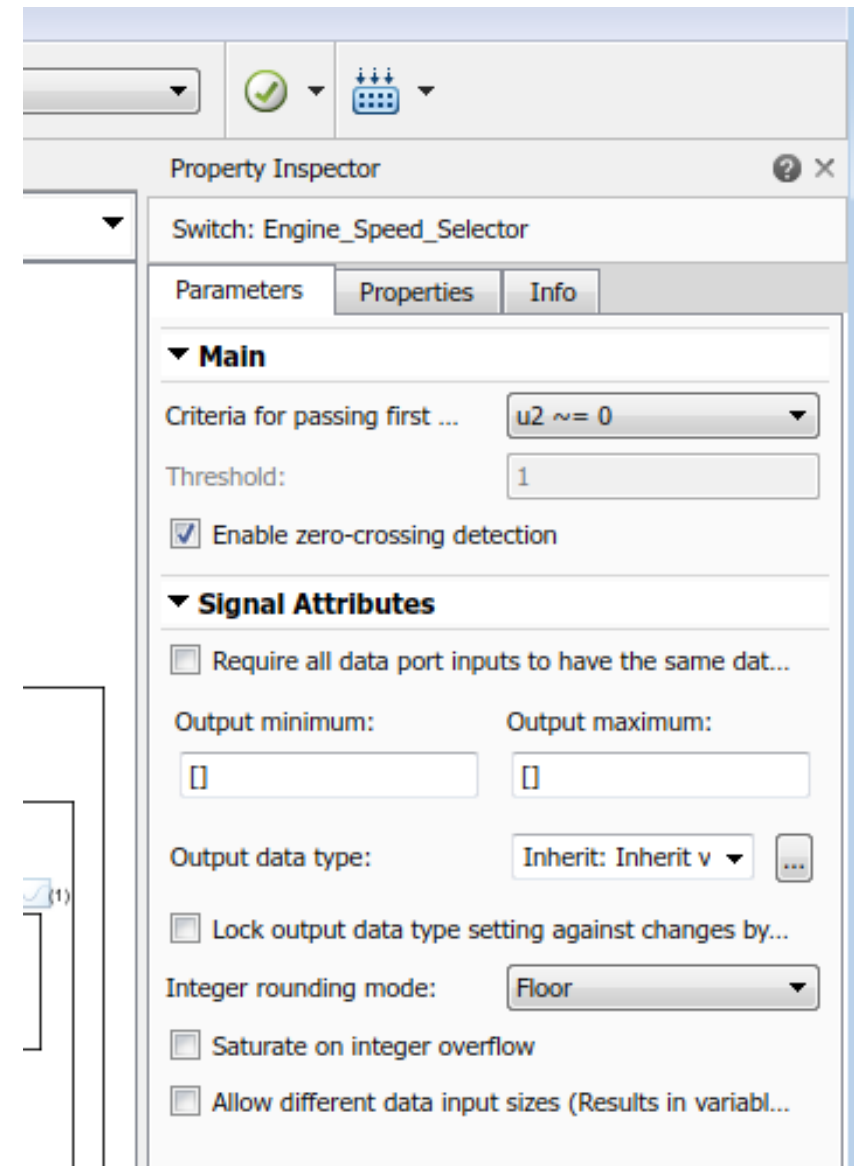 Property Inspector
Switch: Engine_Speed_Selector
Parameters Properties Info
Main
Criteria for passing first ... u2 ~= 0
Threshold: 1
Enable zero-crossing detection
Signal Attributes
Require all data port inputs to have the same dat...
Output minimum: Output maximum:
[] []
Output data type: Inherit: Inherit v ...
(1)
Lock output data type setting against changes by...
Integer rounding mode: Floor
Saturate on integer overflow
Allow different data input sizes (Results in variabl...